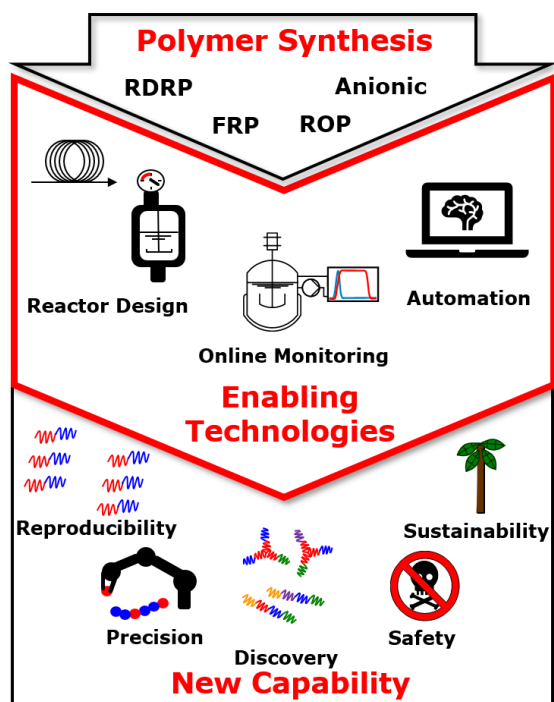 Polymer Synthesis
RDRP
Anionic
FRP
ROP
Reactor Design
Automation
Online Monitoring
Enabling
Technologies
Reproducibility
Sustainability
Precision
Safety
Discovery
New Capability